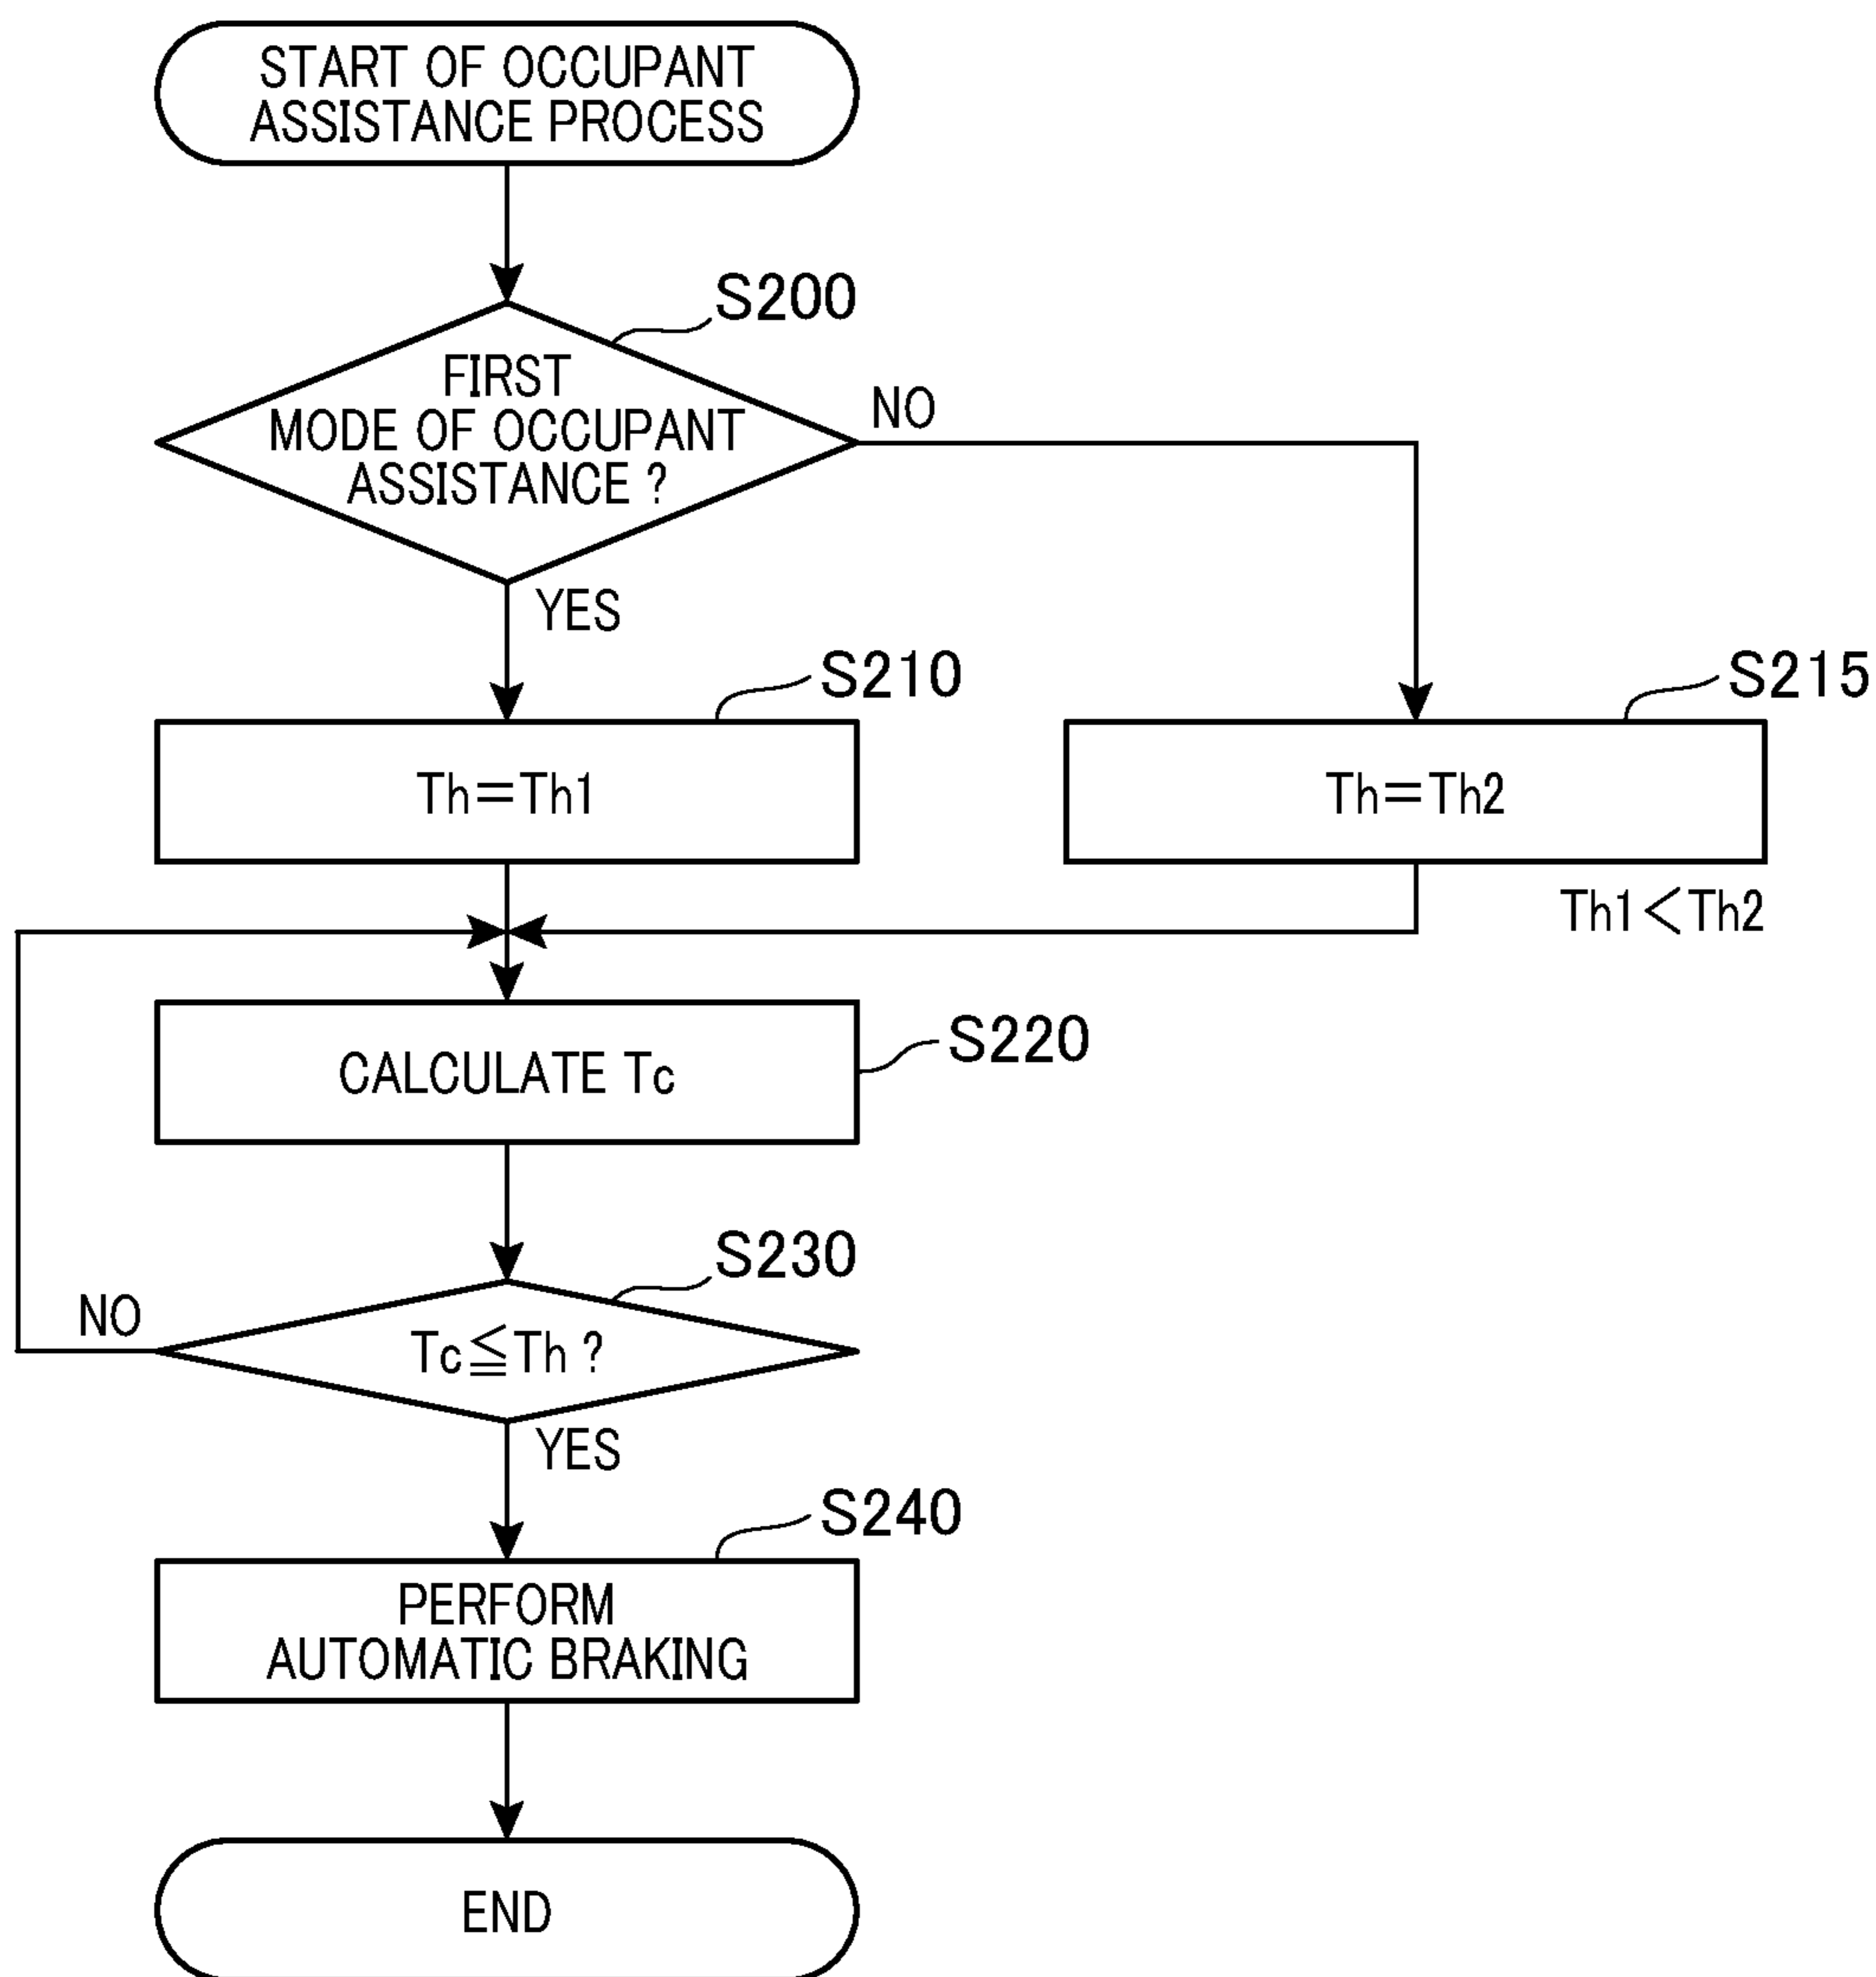 START OF OCCUPANT
ASSISTANCE PROCESS
S200
FIRST
MODE OF OCCUPANT
ASSISTANCE ?
NO
YES
S210
S215
Th=Th1
Th=Th2
Th1<Th2
CALCULATE Tc
S220
S230
NO
Tc≦Th ?
YES
S240
PERFORM
AUTOMATIC BRAKING
END